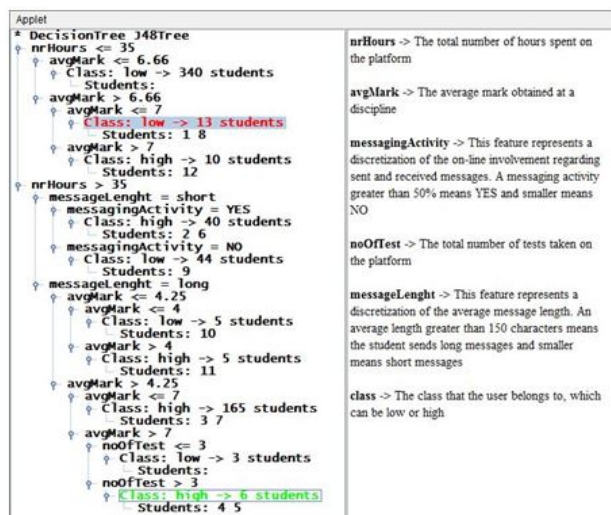 Applet
* DecisionTree J48Tree
nrHours <= 35
avgMark <= 6.66
Class: low -> 340 students
Students:
avgMark > 6.66
avgMark <= 7
Class: low -> 13 students
Students: 1 8
avgMark > 7
Class: high -> 10 students
Students: 12
nrHours > 35
messageLenght = short
messagingActivity = YES
Class: high -> 40 students
Students: 2 6
messagingActivity = NO
Class: low -> 44 students
Students: 9
messageLenght = long
avgMark <= 4.25
avgMark <= 4
Class: low -> 5 students
Students: 10
avgMark > 4
Class: high -> 5 students
Students: 11
avgMark > 4.25
avgMark <= 7
Class: high -> 165 students
Students: 3 7
avgMark > 7
noOfTest <= 3
Class: low -> 3 students
Students:
noOfTest > 3
Class: high -> 6 students
Students: 4 5
nrHours -> The total number of hours spent on
the platform
avgMark -> The average mark obtained at a
discipline
messagingActivity -> This feature represents a
discretization of the on-line involvement regarding
sent and received messages. A messaging activity
greater than 50% means YES and smaller means
NO
noOfTest -> The total number of tests taken on
the platform
messageLenght -> This feature represents a
discretization of the average message length. An
average length greater than 150 characters means
the student sends long messages and smaller
means short messages
class -> The class that the user belongs to, which
can be low or high